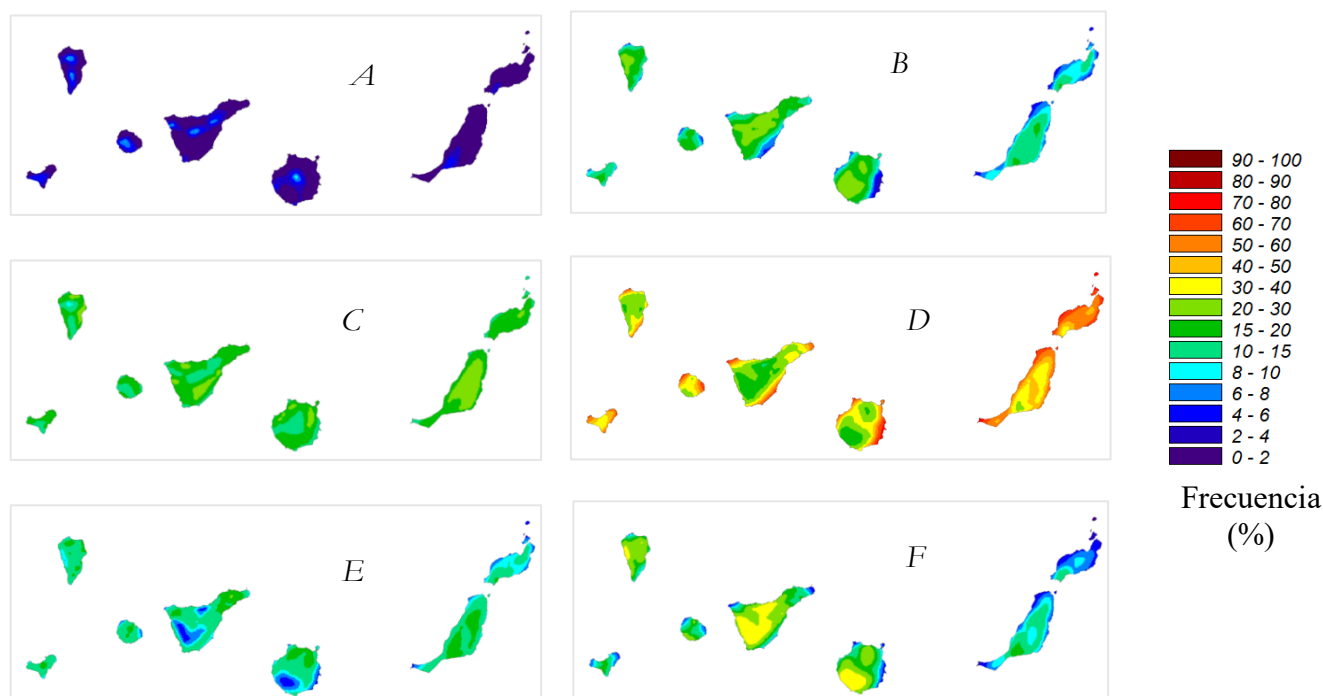 A
B
C
D
E
F
90 - 100
80 - 90
70 - 80
60 - 70
50 - 60
40 - 50
30 - 40
20 - 30
15 - 20
10 - 15
8 - 10
6 - 8
4 - 6
2 - 4
0 - 2
Frecuencia
(%)